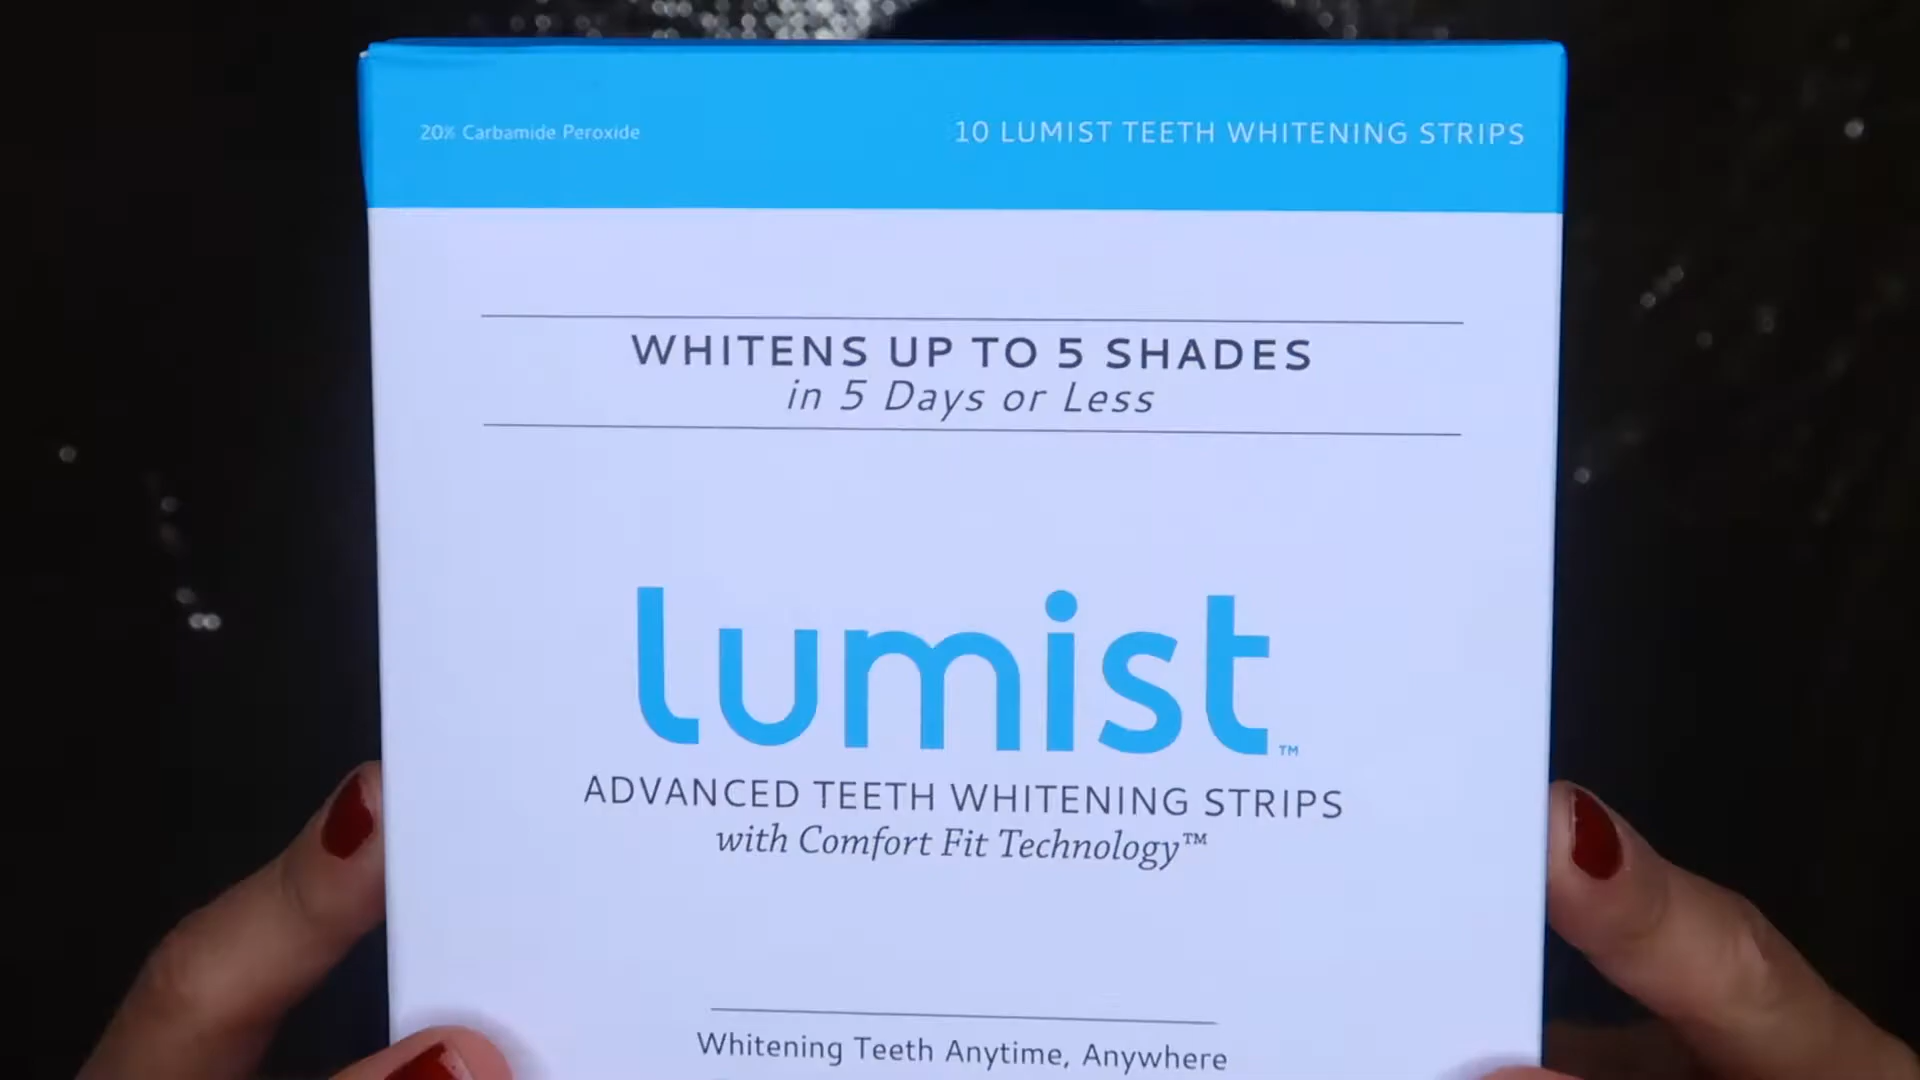 20% Carbamide Peroxide
10 LUMIST TEETH WHITENING STRIPS
WHITENS UP TO 5 SHADES
in 5 Days or Less
lumist™
ADVANCED TEETH WHITENING STRIPS
with Comfort Fit Technology™
Whitening Teeth Anytime, Anywhere